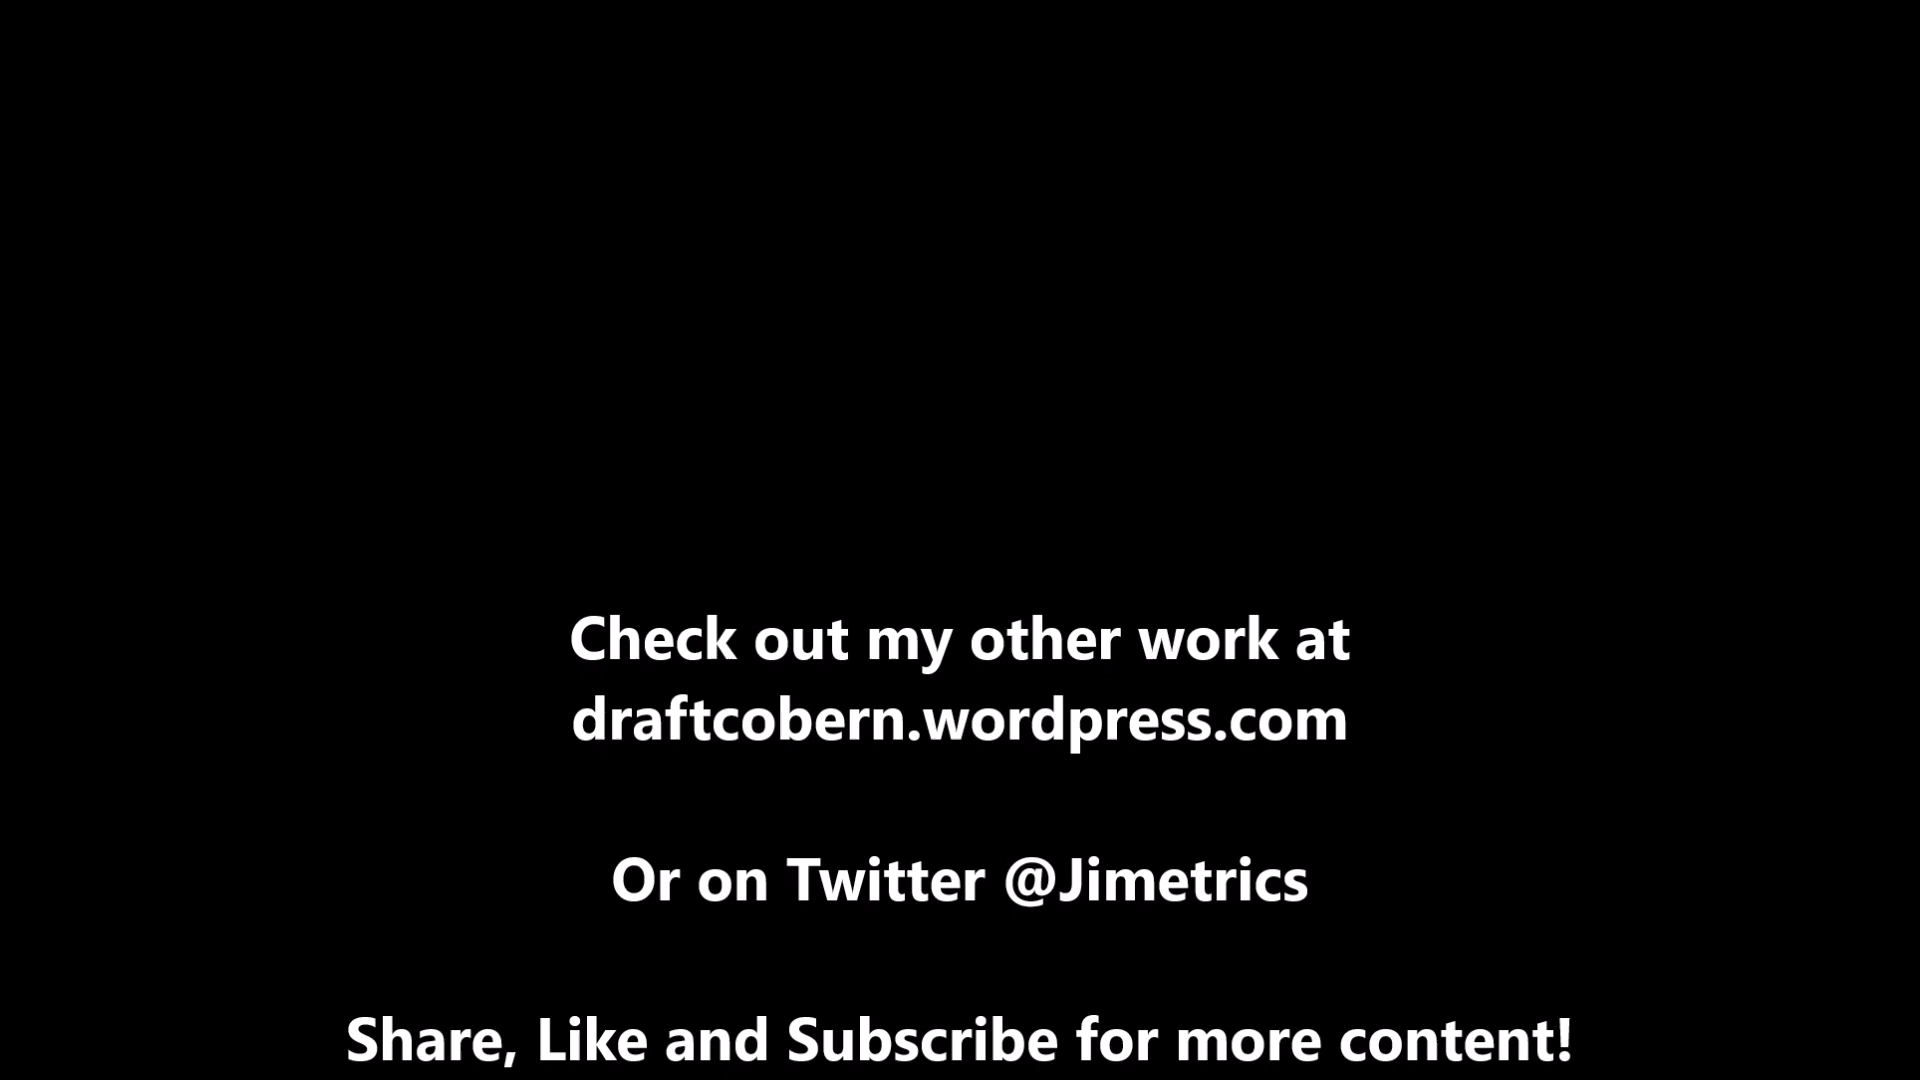 Check out my other work at
draftcobern.wordpress.com
Or on Twitter @Jimetrics
Share, Like and Subscribe for more content!